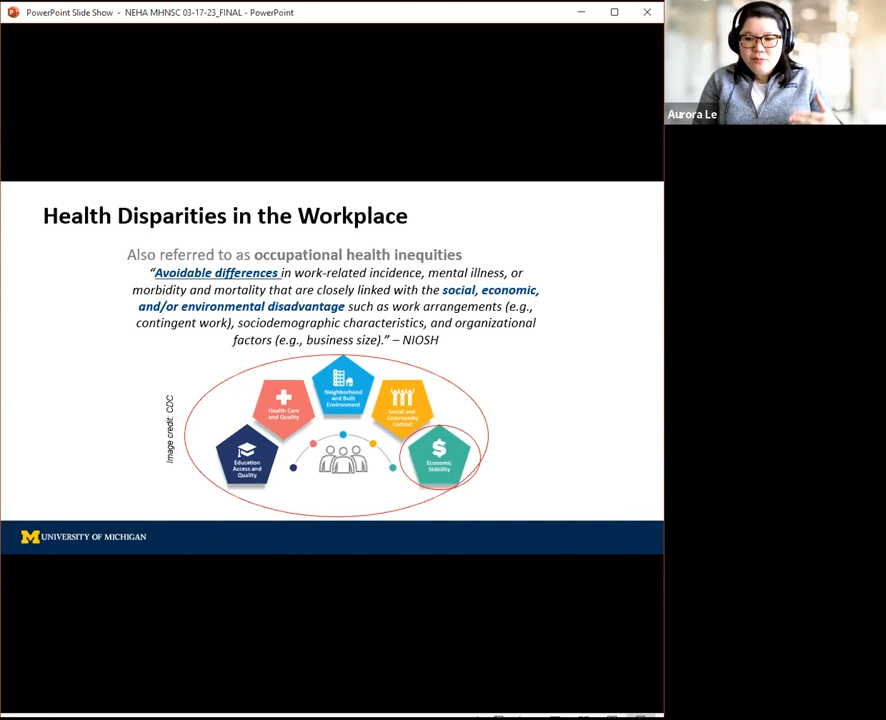 PowerPoint Slide Show - NEHA MHNSC 03-17-23_FINAL - PowerPoint
Aurora Le
Health Disparities in the Workplace
Also referred to as occupational health inequities
“Avoidable differences in work-related incidence, mental illness, or
morbidity and mortality that are closely linked with the social, economic,
and/or environmental disadvantage such as work arrangements (e.g.,
contingent work), sociodemographic characteristics, and organizational
factors (e.g., business size).” – NIOSH
Image credit: CDC
Education
Access and
Quality
Health Care
and Quality
Neighborhood
and Built
Environment
Social and
Community
Context
$
Economic
Stability
M UNIVERSITY OF MICHIGAN